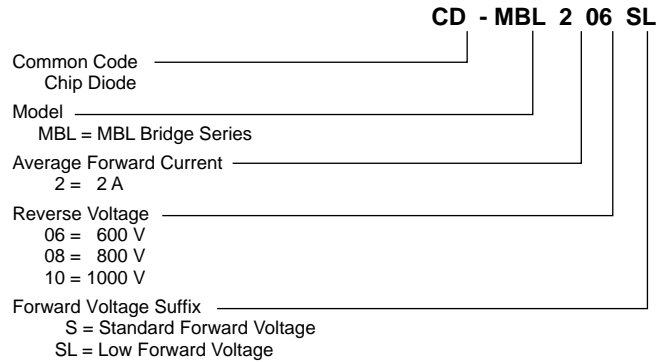 CD - MBL 2 06 SL
Common Code
Chip Diode
Model
MBL = MBL Bridge Series
Average Forward Current
2 = 2 A
Reverse Voltage
06 = 600 V
08 = 800 V
10 = 1000 V
Forward Voltage Suffix
S = Standard Forward Voltage
SL = Low Forward Voltage